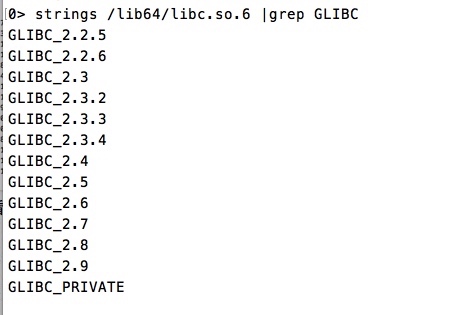 0> strings /lib64/libc.so.6 |grep GLIBC
GLIBC_2.2.5
GLIBC_2.2.6
GLIBC_2.3
GLIBC_2.3.2
GLIBC_2.3.3
GLIBC_2.3.4
GLIBC_2.4
GLIBC_2.5
GLIBC_2.6
GLIBC_2.7
GLIBC_2.8
GLIBC_2.9
GLIBC_PRIVATE